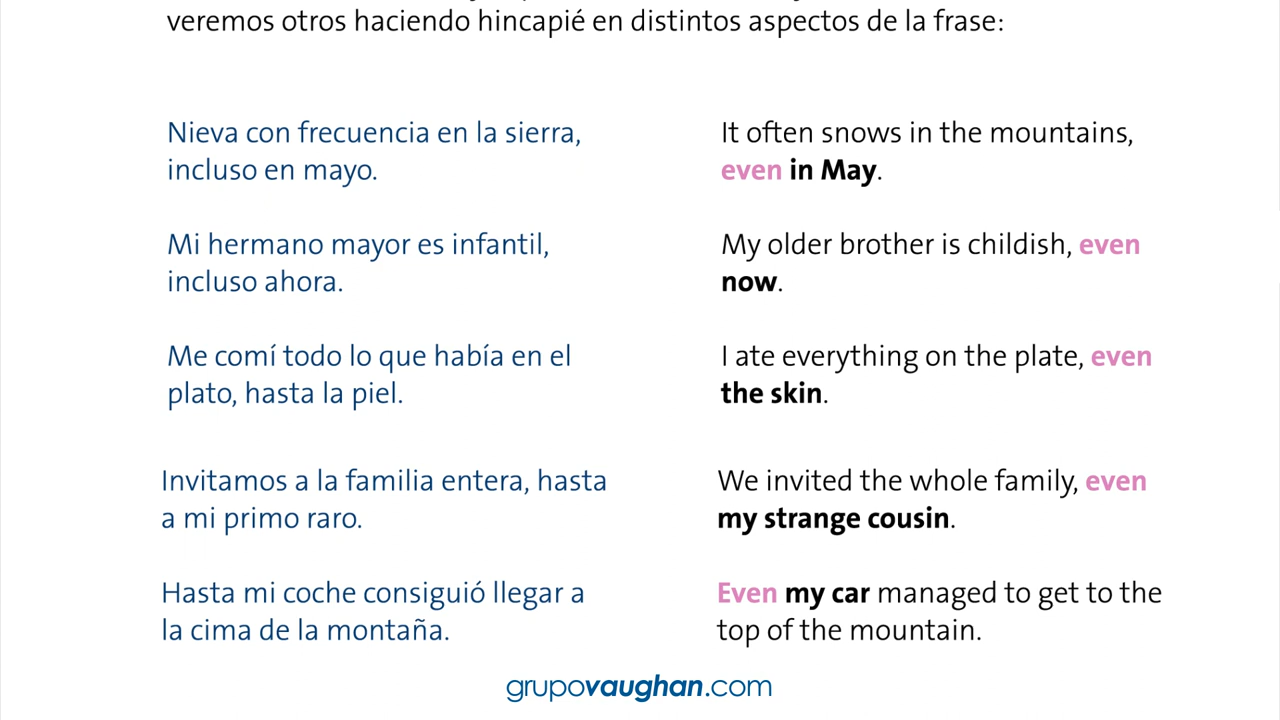 veremos otros haciendo hincapié en distintos aspectos de la frase:
Nieva con frecuencia en la sierra,
incluso en mayo.
It often snows in the mountains,
even in May.
Mi hermano mayor es infantil,
incluso ahora.
My older brother is childish, even
now.
Me comí todo lo que había en el
plato, hasta la piel.
I ate everything on the plate, even
the skin.
Invitamos a la familia entera, hasta
a mi primo raro.
We invited the whole family, even
my strange cousin.
Hasta mi coche consiguió llegar a
la cima de la montaña.
Even my car managed to get to the
top of the mountain.
grupovaughan.com